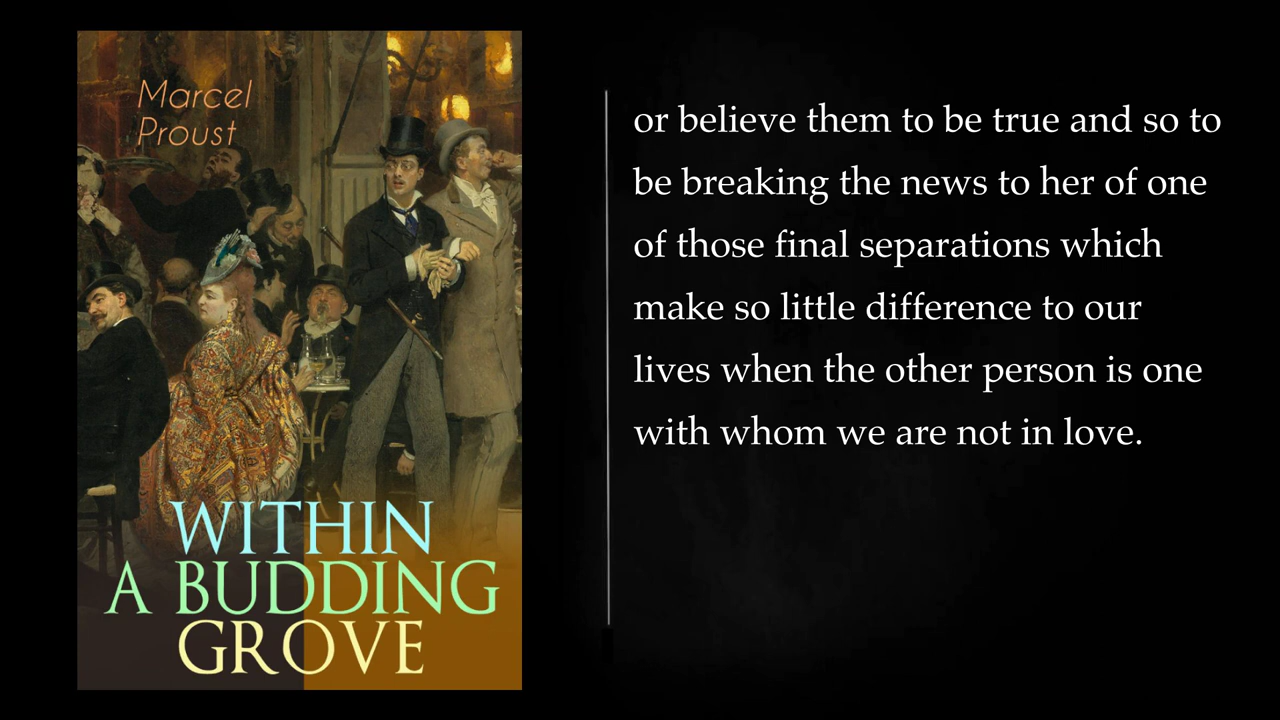 Marcel
Proust
WITHIN
A BUDDING
GROVE
or believe them to be true and so to
be breaking the news to her of one
of those final separations which
make so little difference to our
lives when the other person is one
with whom we are not in love.